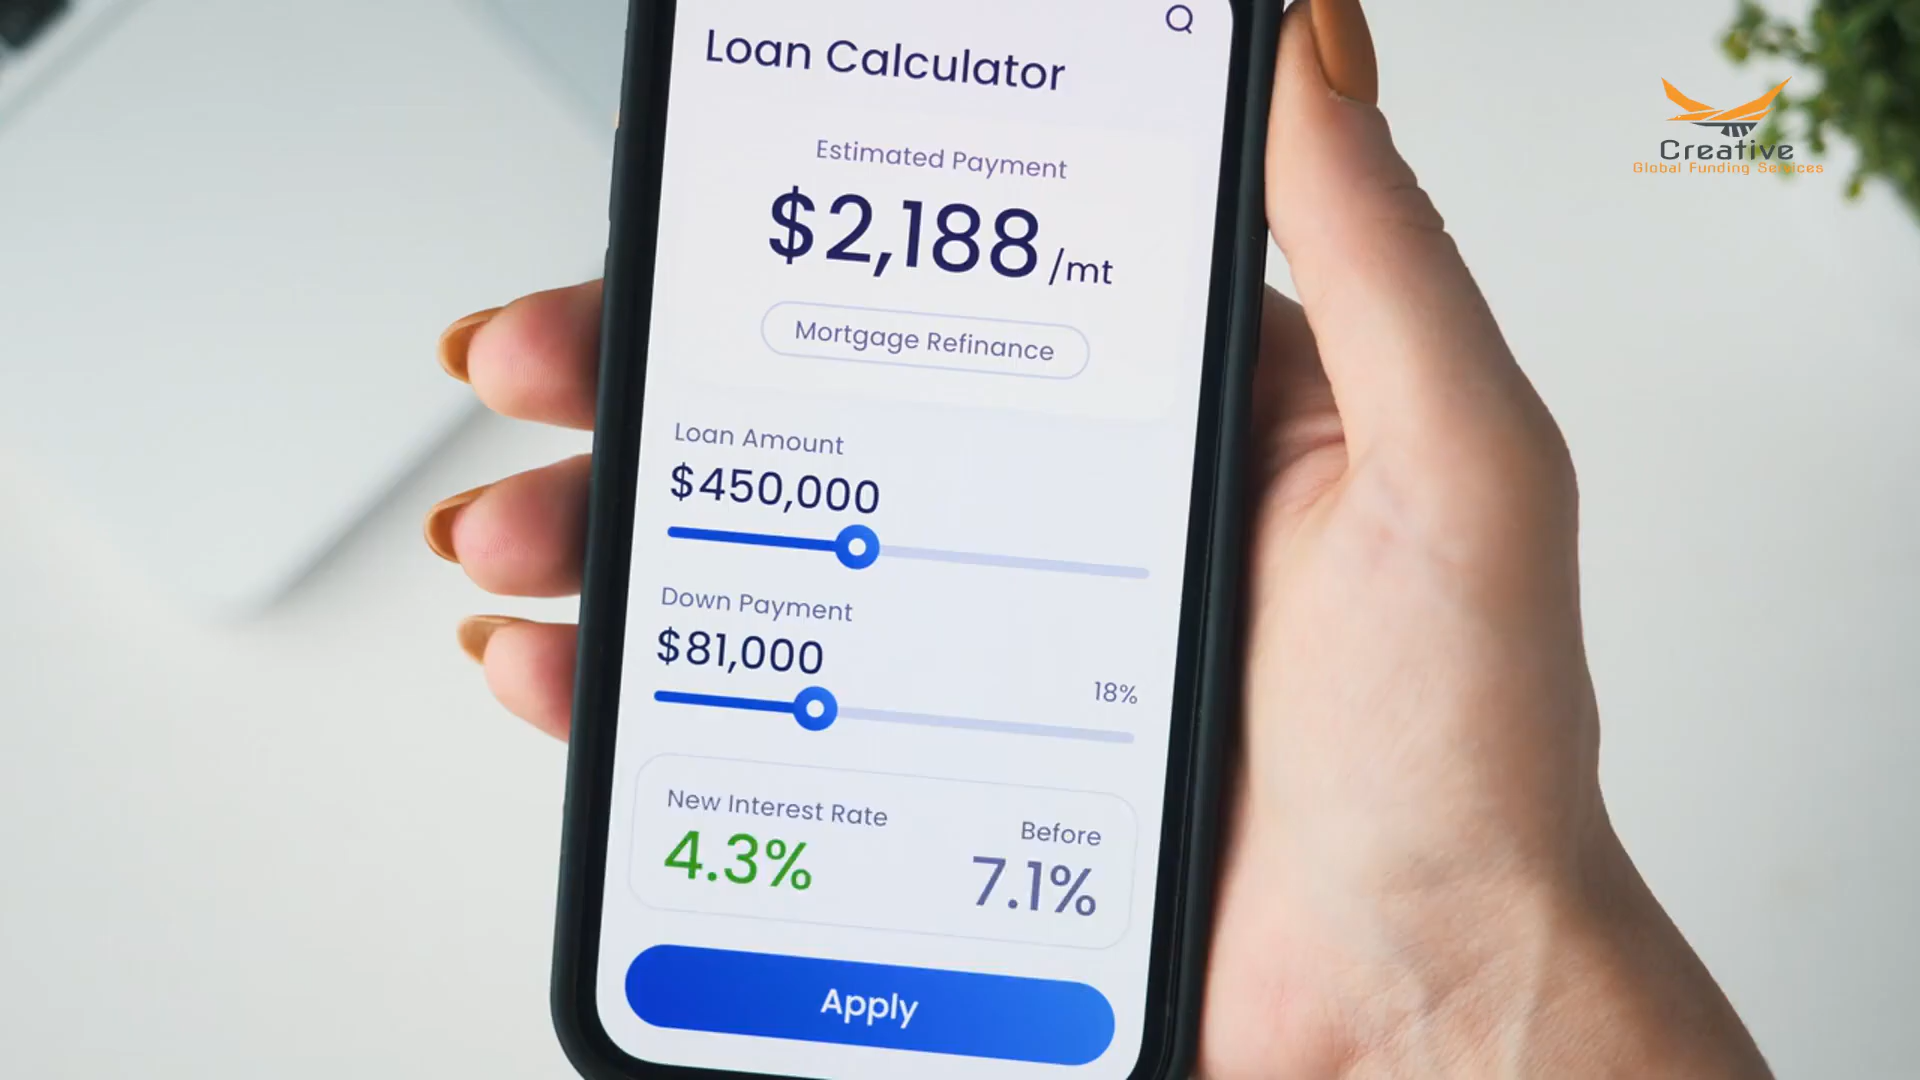 Loan Calculator
Creative
Global Funding Services
Estimated Payment
$2,188 /mt
Mortgage Refinance
Loan Amount
$450,000
Down Payment
$81,000
18%
New Interest Rate
Before
4.3%
7.1%
Apply